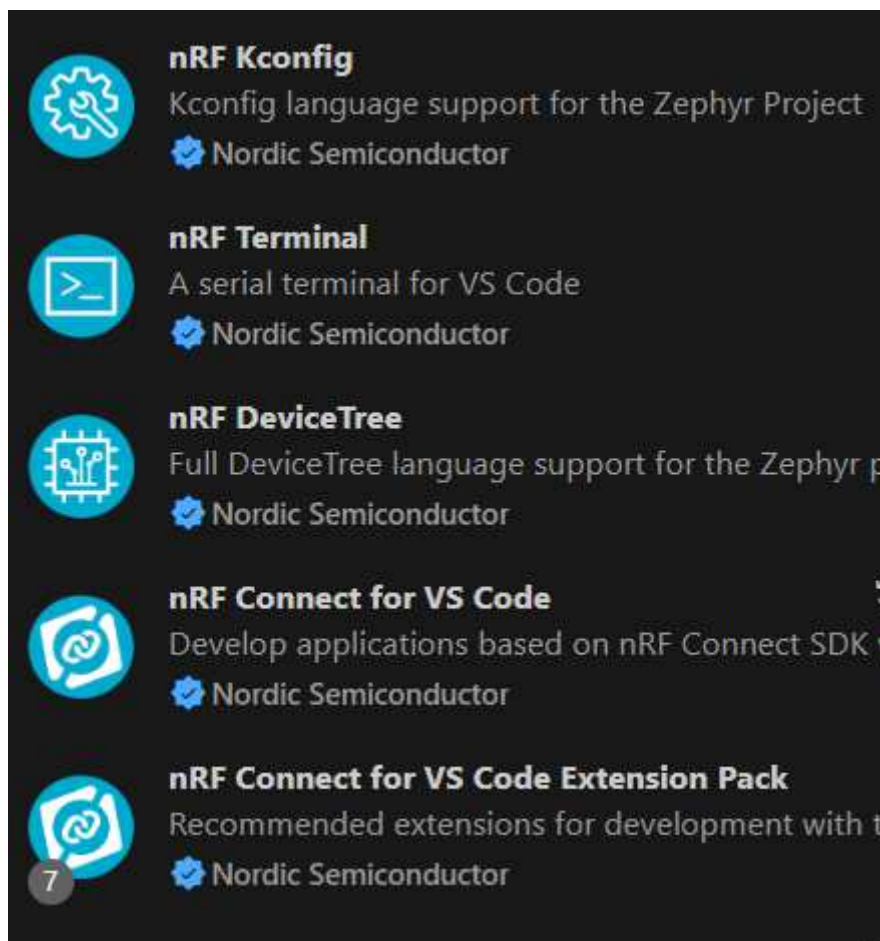 nRF Kconfig
Kconfig language support for the Zephyr Project
Nordic Semiconductor
nRF Terminal
>_
A serial terminal for VS Code
Nordic Semiconductor
nRF DeviceTree
Full DeviceTree language support for the Zephyr p
Nordic Semiconductor
nRF Connect for VS Code
Develop applications based on nRF Connect SDK
Nordic Semiconductor
nRF Connect for VS Code Extension Pack
Recommended extensions for development with t
7
Nordic Semiconductor